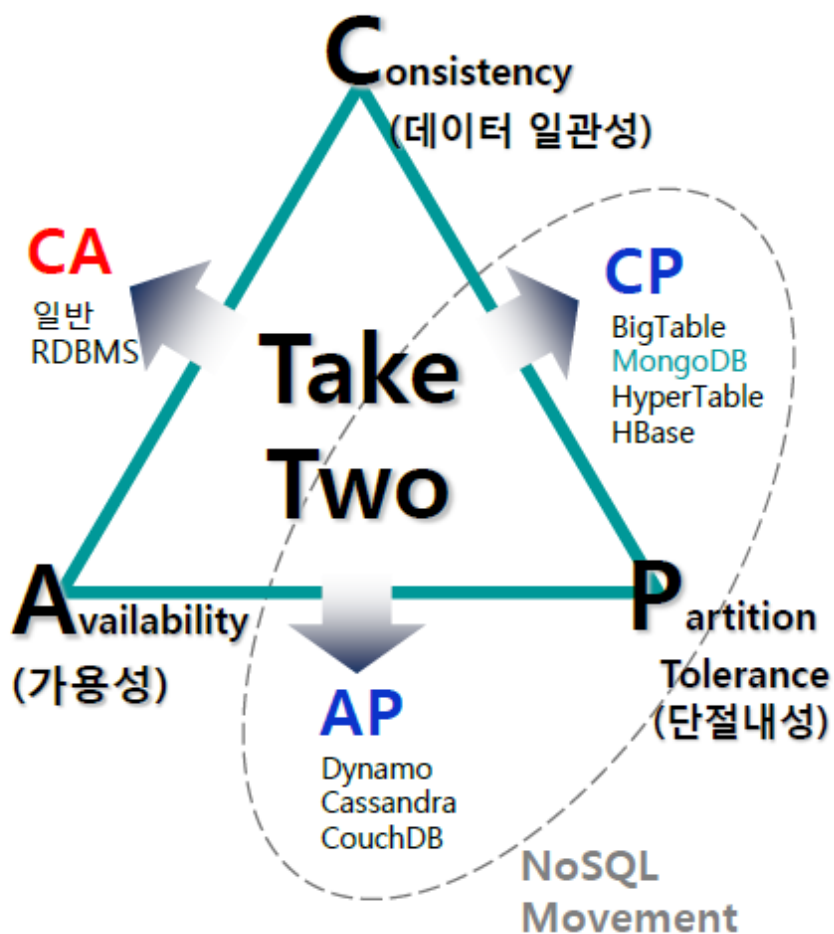 Consistency
(데이터 일관성)
CA
일반
RDBMS
CP
BigTable
MongoDB
HyperTable
HBase
Take
Two
Availability
(가용성)
Partition
Tolerance
(단절내성)
AP
Dynamo
Cassandra
CouchDB
NoSQL
Movement